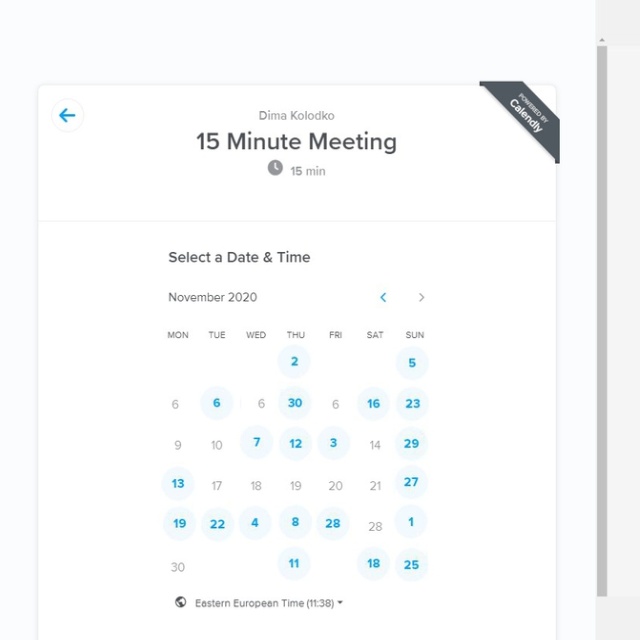 POWERED BY
Calendly
Dima Kolodko
15 Minute Meeting
15 min
Select a Date & Time
November 2020
MON TUE WED THU FRI SAT SUN
2 5
6 6 6 30 6 16 23
9 10 7 12 3 14 29
13 17 18 19 20 21 27
19 22 4 8 28 28 1
30 11 18 25
Eastern European Time (11:38)